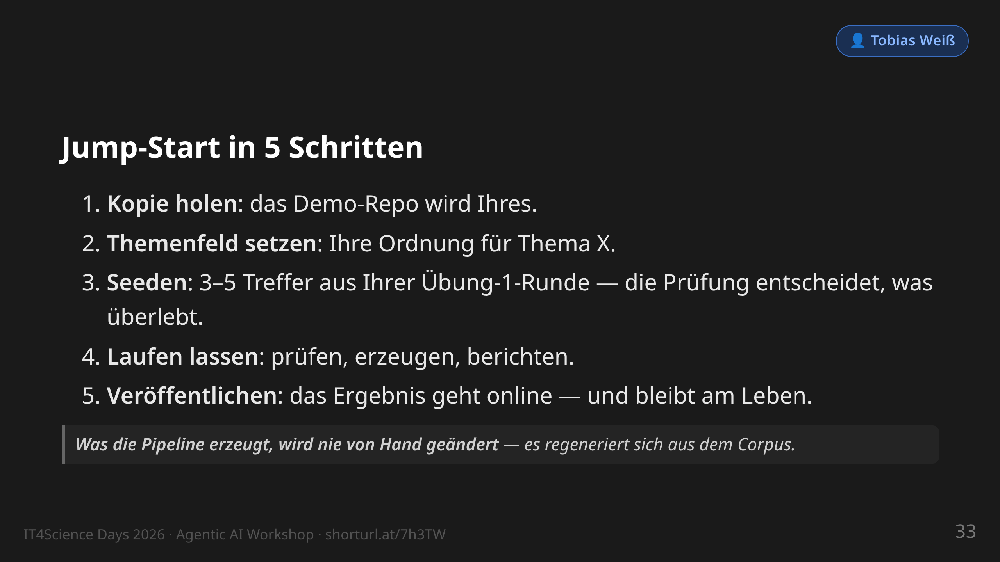 👤 Tobias Weiß
Jump-Start in 5 Schritten
1. Kopie holen: das Demo-Repo wird Ihres.
2. Themenfeld setzen: Ihre Ordnung für Thema X.
3. Seeden: 3–5 Treffer aus Ihrer Übung-1-Runde — die Prüfung entscheidet, was
überlebt.
4. Laufen lassen: prüfen, erzeugen, berichten.
5. Veröffentlichen: das Ergebnis geht online — und bleibt am Leben.
Was die Pipeline erzeugt, wird nie von Hand geändert — es regeneriert sich aus dem Corpus.
IT4Science Days 2026 · Agentic AI Workshop · shorturl.at/7h3TW
33